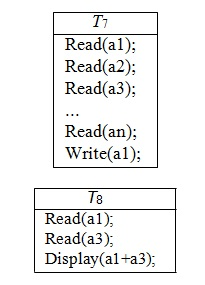 T7
Read(a1);
Read(a2);
Read(a3);
...
Read(an);
Write(a1);
T8
Read(a1);
Read(a3);
Display(a1+a3);